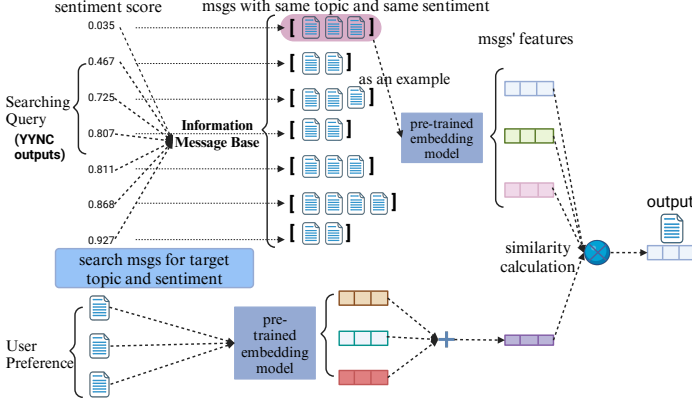 sentiment score
msgs with same topic and same sentiment
0.035
[ ]
msgs' features
0.467
[ ]
as an example
Searching
Query
(YYNC
outputs)
0.725
[ ]
0.807
Information
Message Base
[ ]
pre-trained
embedding
model
0.811
[ ]
0.868
[ ]
0.927
[ ]
output
search msgs for target
topic and sentiment
similarity
calculation
User
Preference
pre-
trained
embedding
model